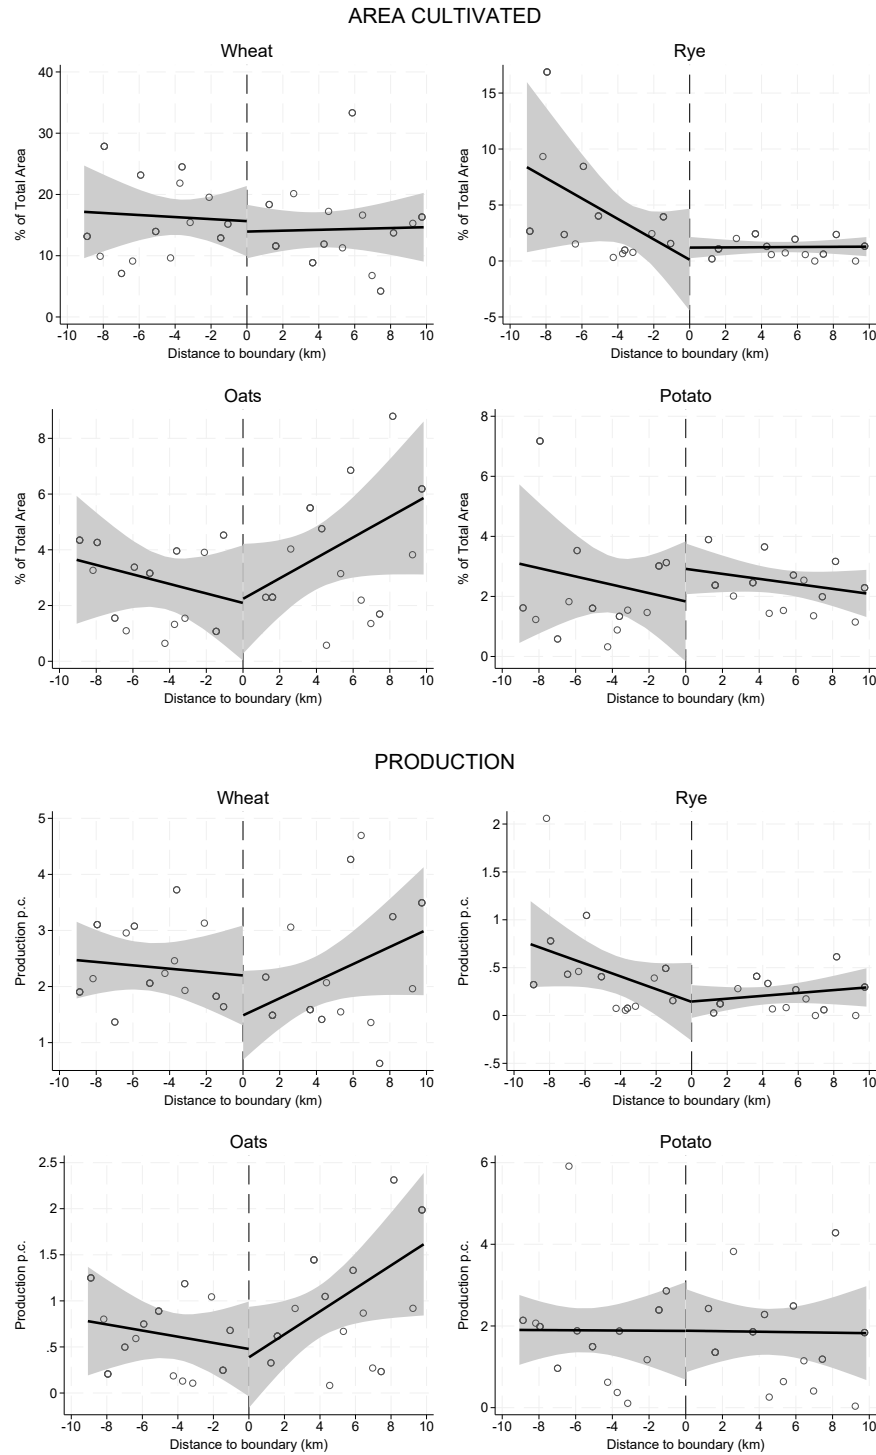 AREA CULTIVATED
Wheat
% of Total Area
40
30
20
10
0
-10 -8 -6 -4 -2 0 2 4 6 8 10
Distance to boundary (km)
Rye
% of Total Area
15
10
5
0
-5
-10 -8 -6 -4 -2 0 2 4 6 8 10
Distance to boundary (km)
Oats
% of Total Area
8
6
4
2
0
-10 -8 -6 -4 -2 0 2 4 6 8 10
Distance to boundary (km)
Potato
% of Total Area
8
6
4
2
0
-10 -8 -6 -4 -2 0 2 4 6 8 10
Distance to boundary (km)
PRODUCTION
Wheat
Production p.c.
5
4
3
2
1
-10 -8 -6 -4 -2 0 2 4 6 8 10
Distance to boundary (km)
Rye
Production p.c.
2
1.5
1
.5
0
-.5
-10 -8 -6 -4 -2 0 2 4 6 8 10
Distance to boundary (km)
Oats
Production p.c.
2.5
2
1.5
1
.5
0
-10 -8 -6 -4 -2 0 2 4 6 8 10
Distance to boundary (km)
Potato
Production p.c.
6
4
2
0
-10 -8 -6 -4 -2 0 2 4 6 8 10
Distance to boundary (km)